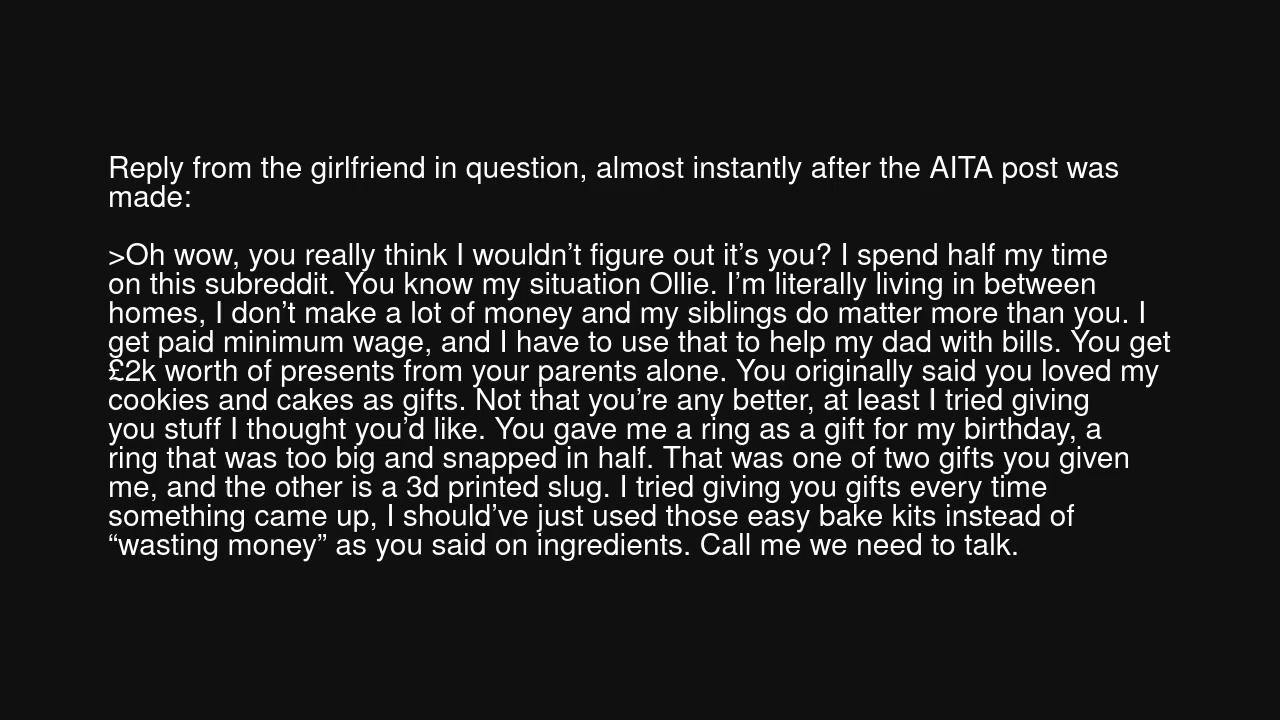 Reply from the girlfriend in question, almost instantly after the AITA post was
made:
>Oh wow, you really think I wouldn’t figure out it’s you? I spend half my time
on this subreddit. You know my situation Ollie. I’m literally living in between
homes, I don’t make a lot of money and my siblings do matter more than you. I
get paid minimum wage, and I have to use that to help my dad with bills. You get
£2k worth of presents from your parents alone. You originally said you loved my
cookies and cakes as gifts. Not that you’re any better, at least I tried giving
you stuff I thought you’d like. You gave me a ring as a gift for my birthday, a
ring that was too big and snapped in half. That was one of two gifts you given
me, and the other is a 3d printed slug. I tried giving you gifts every time
something came up, I should’ve just used those easy bake kits instead of
“wasting money” as you said on ingredients. Call me we need to talk.